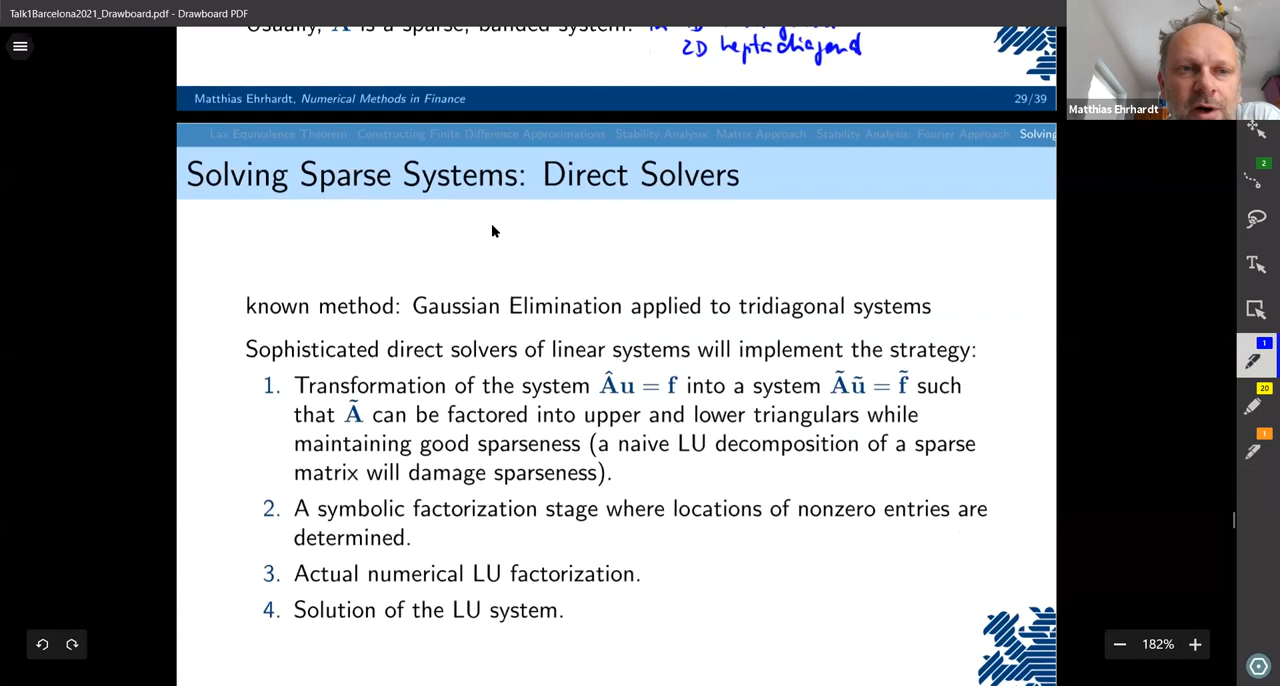 Talk1Barcelona2021_Drawboard.pdf - Drawboard PDF
Usually, Â is a sparse, banded system.
2D heptadiagonal
Matthias Ehrhardt, Numerical Methods in Finance 29/39
Matthias Ehrhardt
Lax Equivalence Theorem Constructing Finite Difference Approximations Stability Analysis: Matrix Approach Stability Analysis: Fourier Approach Solving
Solving Sparse Systems: Direct Solvers
known method: Gaussian Elimination applied to tridiagonal systems
Sophisticated direct solvers of linear systems will implement the strategy:
1. Transformation of the system Âu = f into a system Ãũ = f̃ such
that Ã can be factored into upper and lower triangulars while
maintaining good sparseness (a naive LU decomposition of a sparse
matrix will damage sparseness).
2. A symbolic factorization stage where locations of nonzero entries are
determined.
3. Actual numerical LU factorization.
4. Solution of the LU system.
2
1
20
1
182%